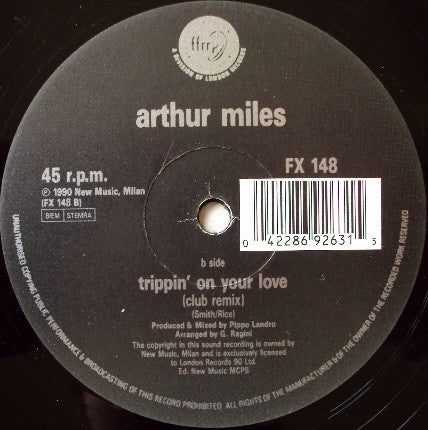 ffrr
A DIVISION OF LONDON RECORDS
arthur miles
45 r.p.m.
℗ 1990 New Music, Milan
(FX 148 B)
BIEM STEMRA
FX 148
0 42286 92631 5
b side
trippin' on your love
(club remix)
(Smith/Rice)
Produced & Mixed by Pippo Landro
Arranged by G. Ragini
The copyright in this sound recording is owned by
New Music, Milan and is exclusively licensed
to London Records 90 Ltd.
Ed. New Music MCPS
UNAUTHORISED COPYING PUBLIC PERFORMANCE & BROADCASTING OF THIS RECORD PROHIBITED ALL RIGHTS OF THE MANUFACTURER & OF THE OWNER OF THE RECORDED WORK RESERVED